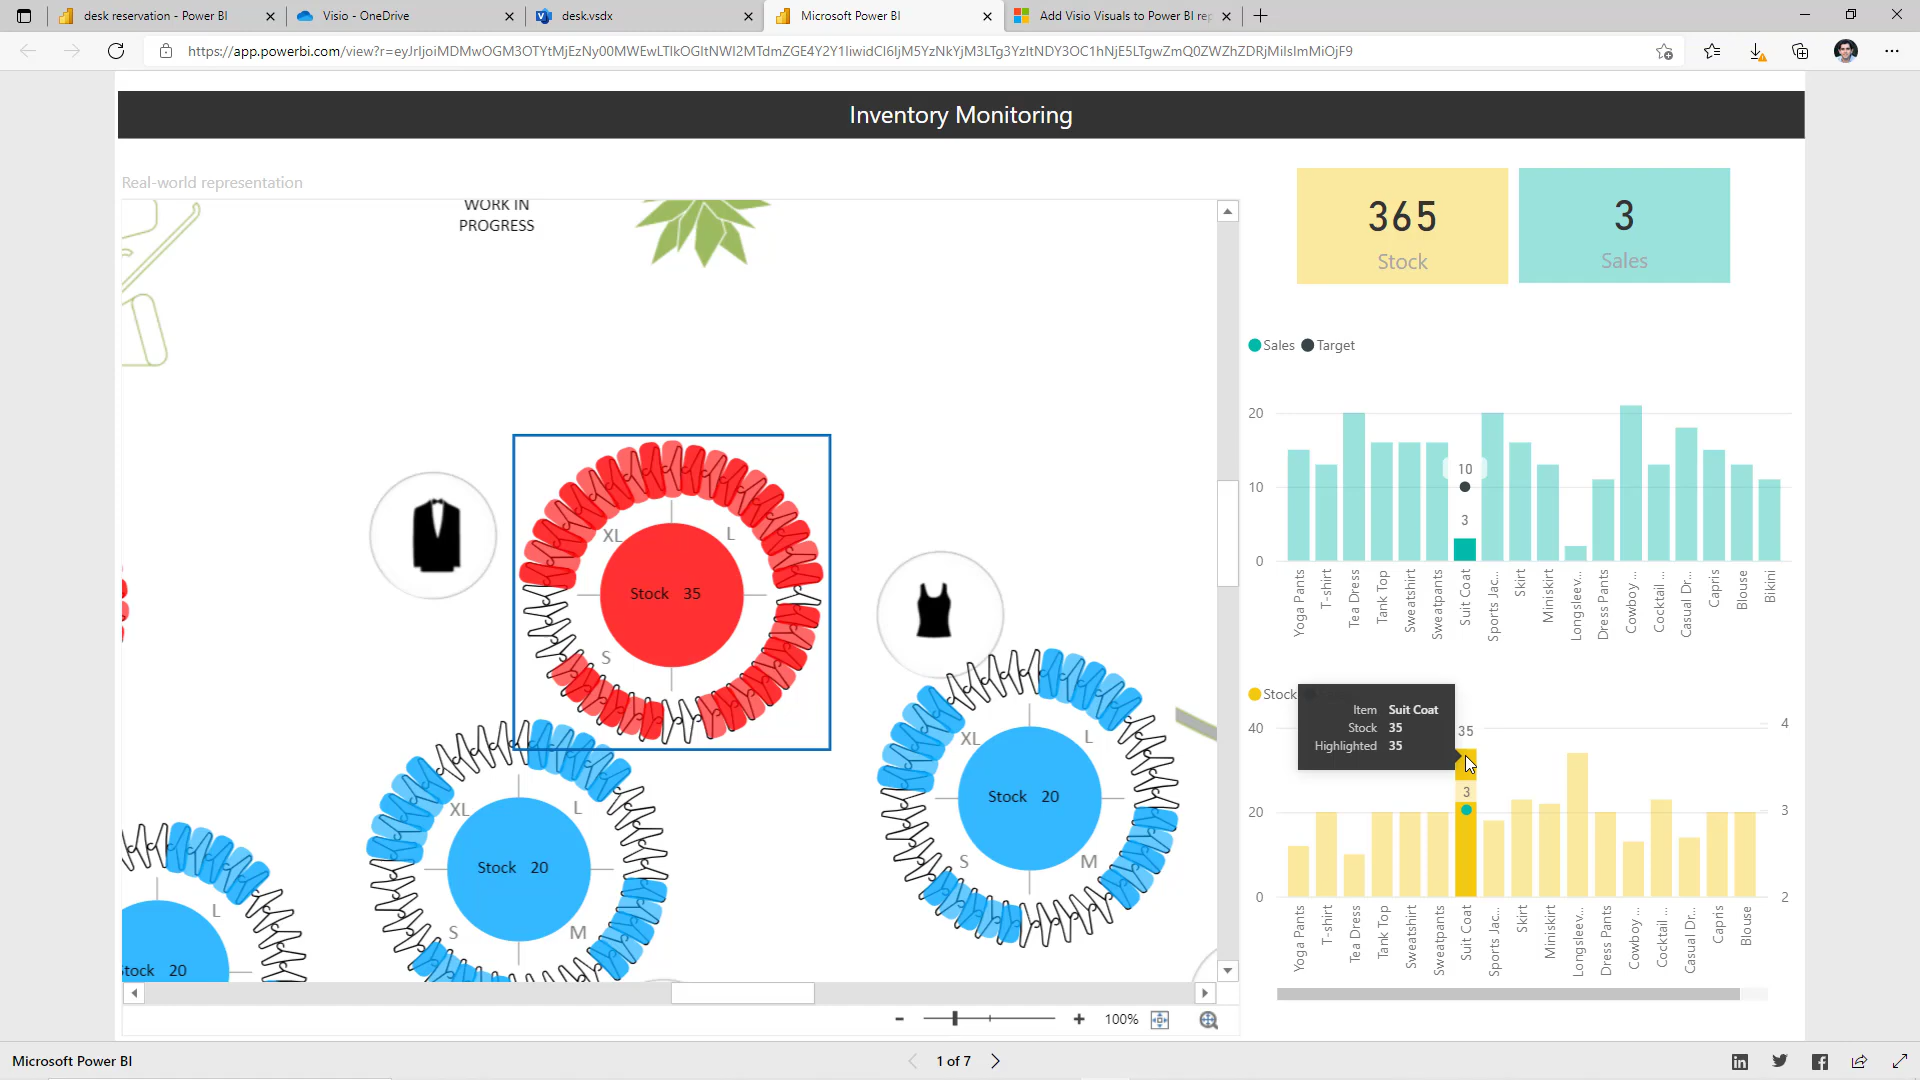 desk reservation - Power BI
Visio - OneDrive
desk.vsdx
Microsoft Power BI
Add Visio Visuals to Power BI rep
https://app.powerbi.com/view?r=eyJrIjoiMDMwOGM3OTYtMjEzNy00MWEwLTlkOGItNWI2MTdmZGE4Y2Y1IiwidCI6IjM5YzNkYjM3LTg3YzItNDY3OC1hNjE5LTgwZmQ0ZWZhZDRjMiIsImMiOjF9
Inventory Monitoring
Real-world representation
WORK IN
PROGRESS
365
Stock
3
Sales
Sales
Target
20
10
0
10
3
Yoga Pants
T-shirt
Tea Dress
Tank Top
Sweatshirt
Sweatpants
Suit Coat
Sports Jac...
Skirt
Miniskirt
Longsleev...
Dress Pants
Cowboy ...
Cocktail ...
Casual Dr...
Capris
Blouse
Bikini
XL
L
Stock 35
S
XL
L
Stock 20
S
M
XL
L
Stock 20
S
M
L
Stock 20
Stock
Item Suit Coat
Stock 35
Highlighted 35
35
3
40
20
0
4
3
2
Yoga Pants
T-shirt
Tea Dress
Tank Top
Sweatshirt
Sweatpants
Suit Coat
Sports Jac...
Skirt
Miniskirt
Longsleev...
Dress Pants
Cowboy ...
Cocktail ...
Casual Dr...
Capris
Blouse
100%
Microsoft Power BI
1 of 7